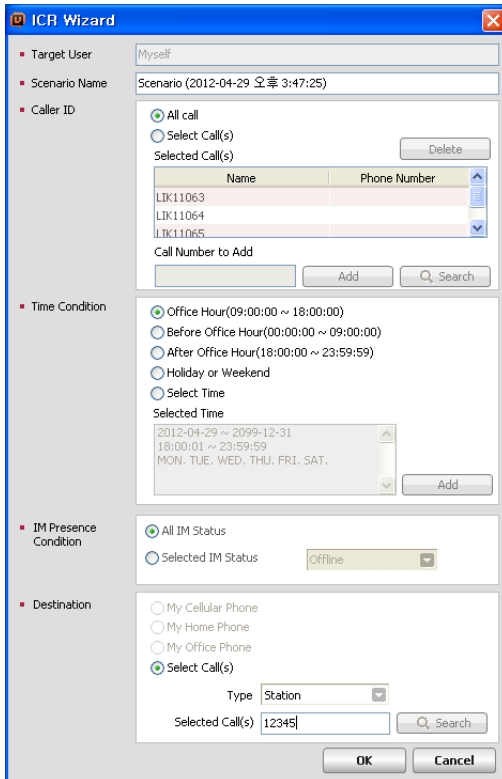 ICR Wizard
Target User
Myself
Scenario Name
Scenario (2012-04-29 오후 3:47:25)
Caller ID
All call
Select Call(s)
Selected Call(s)
Delete
Name Phone Number
LIK11063
LIK11064
LIK11065
Call Number to Add
Add
Search
Time Condition
Office Hour(09:00:00 ~ 18:00:00)
Before Office Hour(00:00:00 ~ 09:00:00)
After Office Hour(18:00:00 ~ 23:59:59)
Holiday or Weekend
Select Time
Selected Time
2012-04-29 ~ 2099-12-31
18:00:01 ~ 23:59:59
MON. TUE. WED. THU. FRI. SAT.
Add
IM Presence
Condition
All IM Status
Selected IM Status
Offline
Destination
My Cellular Phone
My Home Phone
My Office Phone
Select Call(s)
Type Station
Selected Call(s) 12345
Search
OK
Cancel